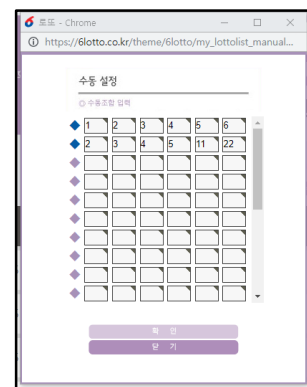 로또 - Chrome
https://6lotto.co.kr/theme/6lotto/my_lottolist_manual...
수동 설정
수동조합 입력
1 2 3 4 5 6
2 3 4 5 11 22
확 인
닫 기